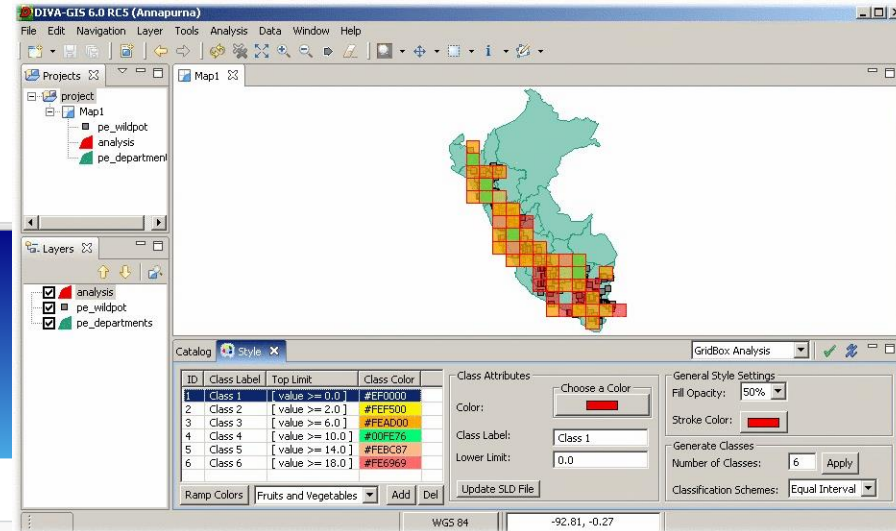 DIVA-GIS 6.0 RC5 (Annapurna)
File Edit Navigation Layer Tools Analysis Data Window Help
Projects
Map1
project
Map1
pe_wildpot
analysis
pe_department
Layers
analysis
pe_wildpot
pe_departments
Catalog Style GridBox Analysis
ID Class Label Top Limit Class Color
1 Class 1 [ value >= 0.0 ] #EF0000
2 Class 2 [ value >= 2.0 ] #FEF500
3 Class 3 [ value >= 6.0 ] #FEAD00
4 Class 4 [ value >= 10.0 ] #00FE76
5 Class 5 [ value >= 14.0 ] #FEBC87
6 Class 6 [ value >= 18.0 ] #FE6969
Ramp Colors Fruits and Vegetables Add Del
Class Attributes
Choose a Color
Color:
Class Label: Class 1
Lower Limit: 0.0
Update SLD File
General Style Settings
Fill Opacity: 50%
Stroke Color:
Generate Classes
Number of Classes: 6 Apply
Classification Schemes: Equal Interval
WGS 84 -92.81, -0.27